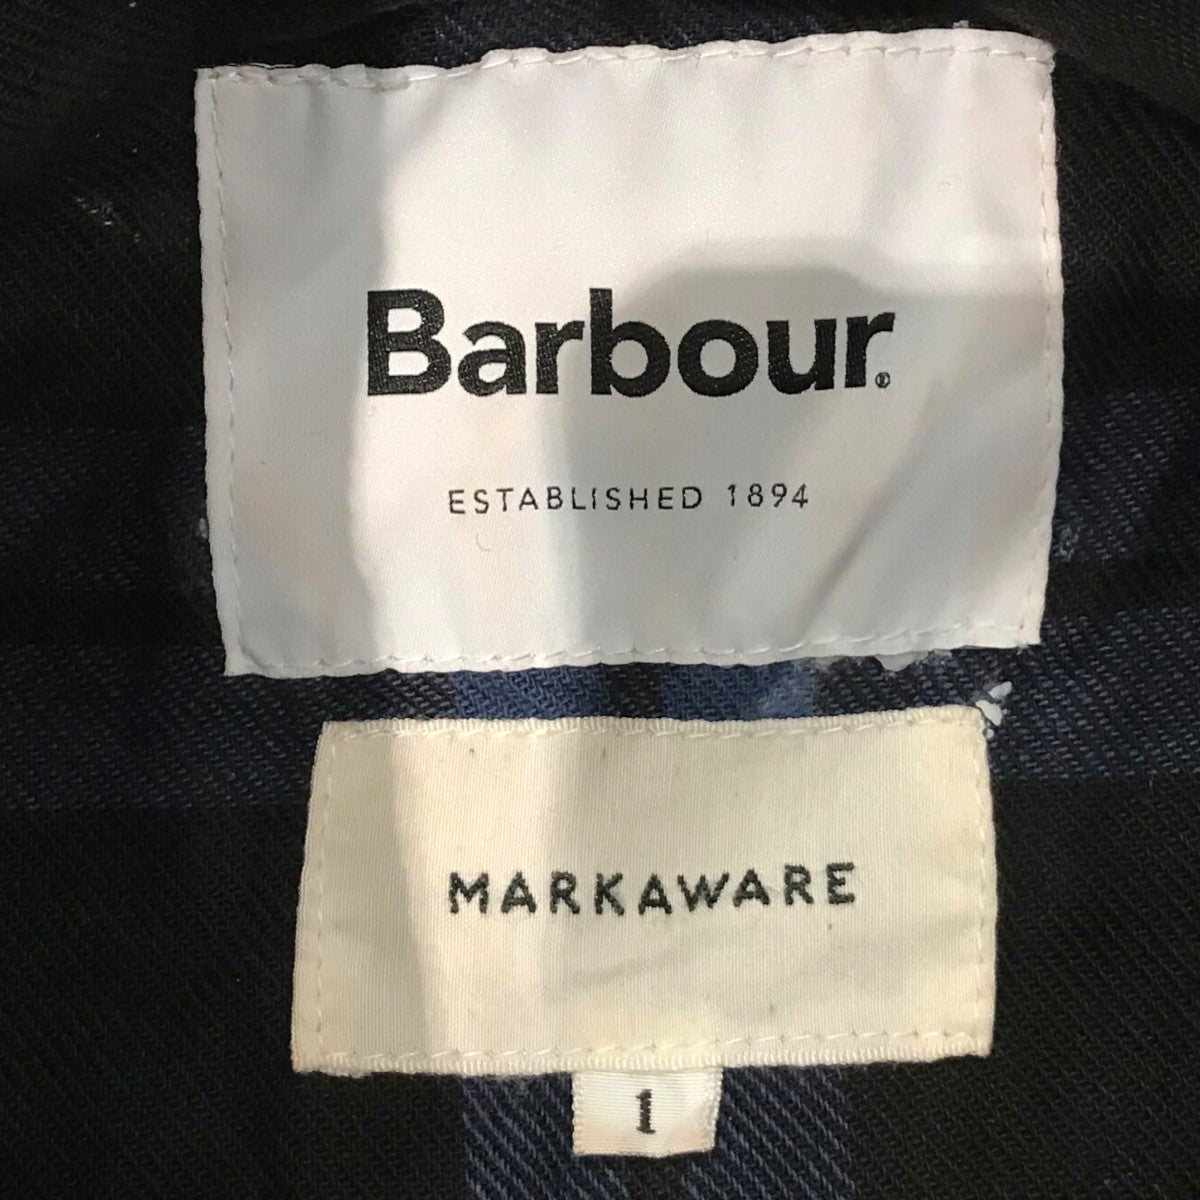 Barbour®
ESTABLISHED 1894
MARKAWARE
1